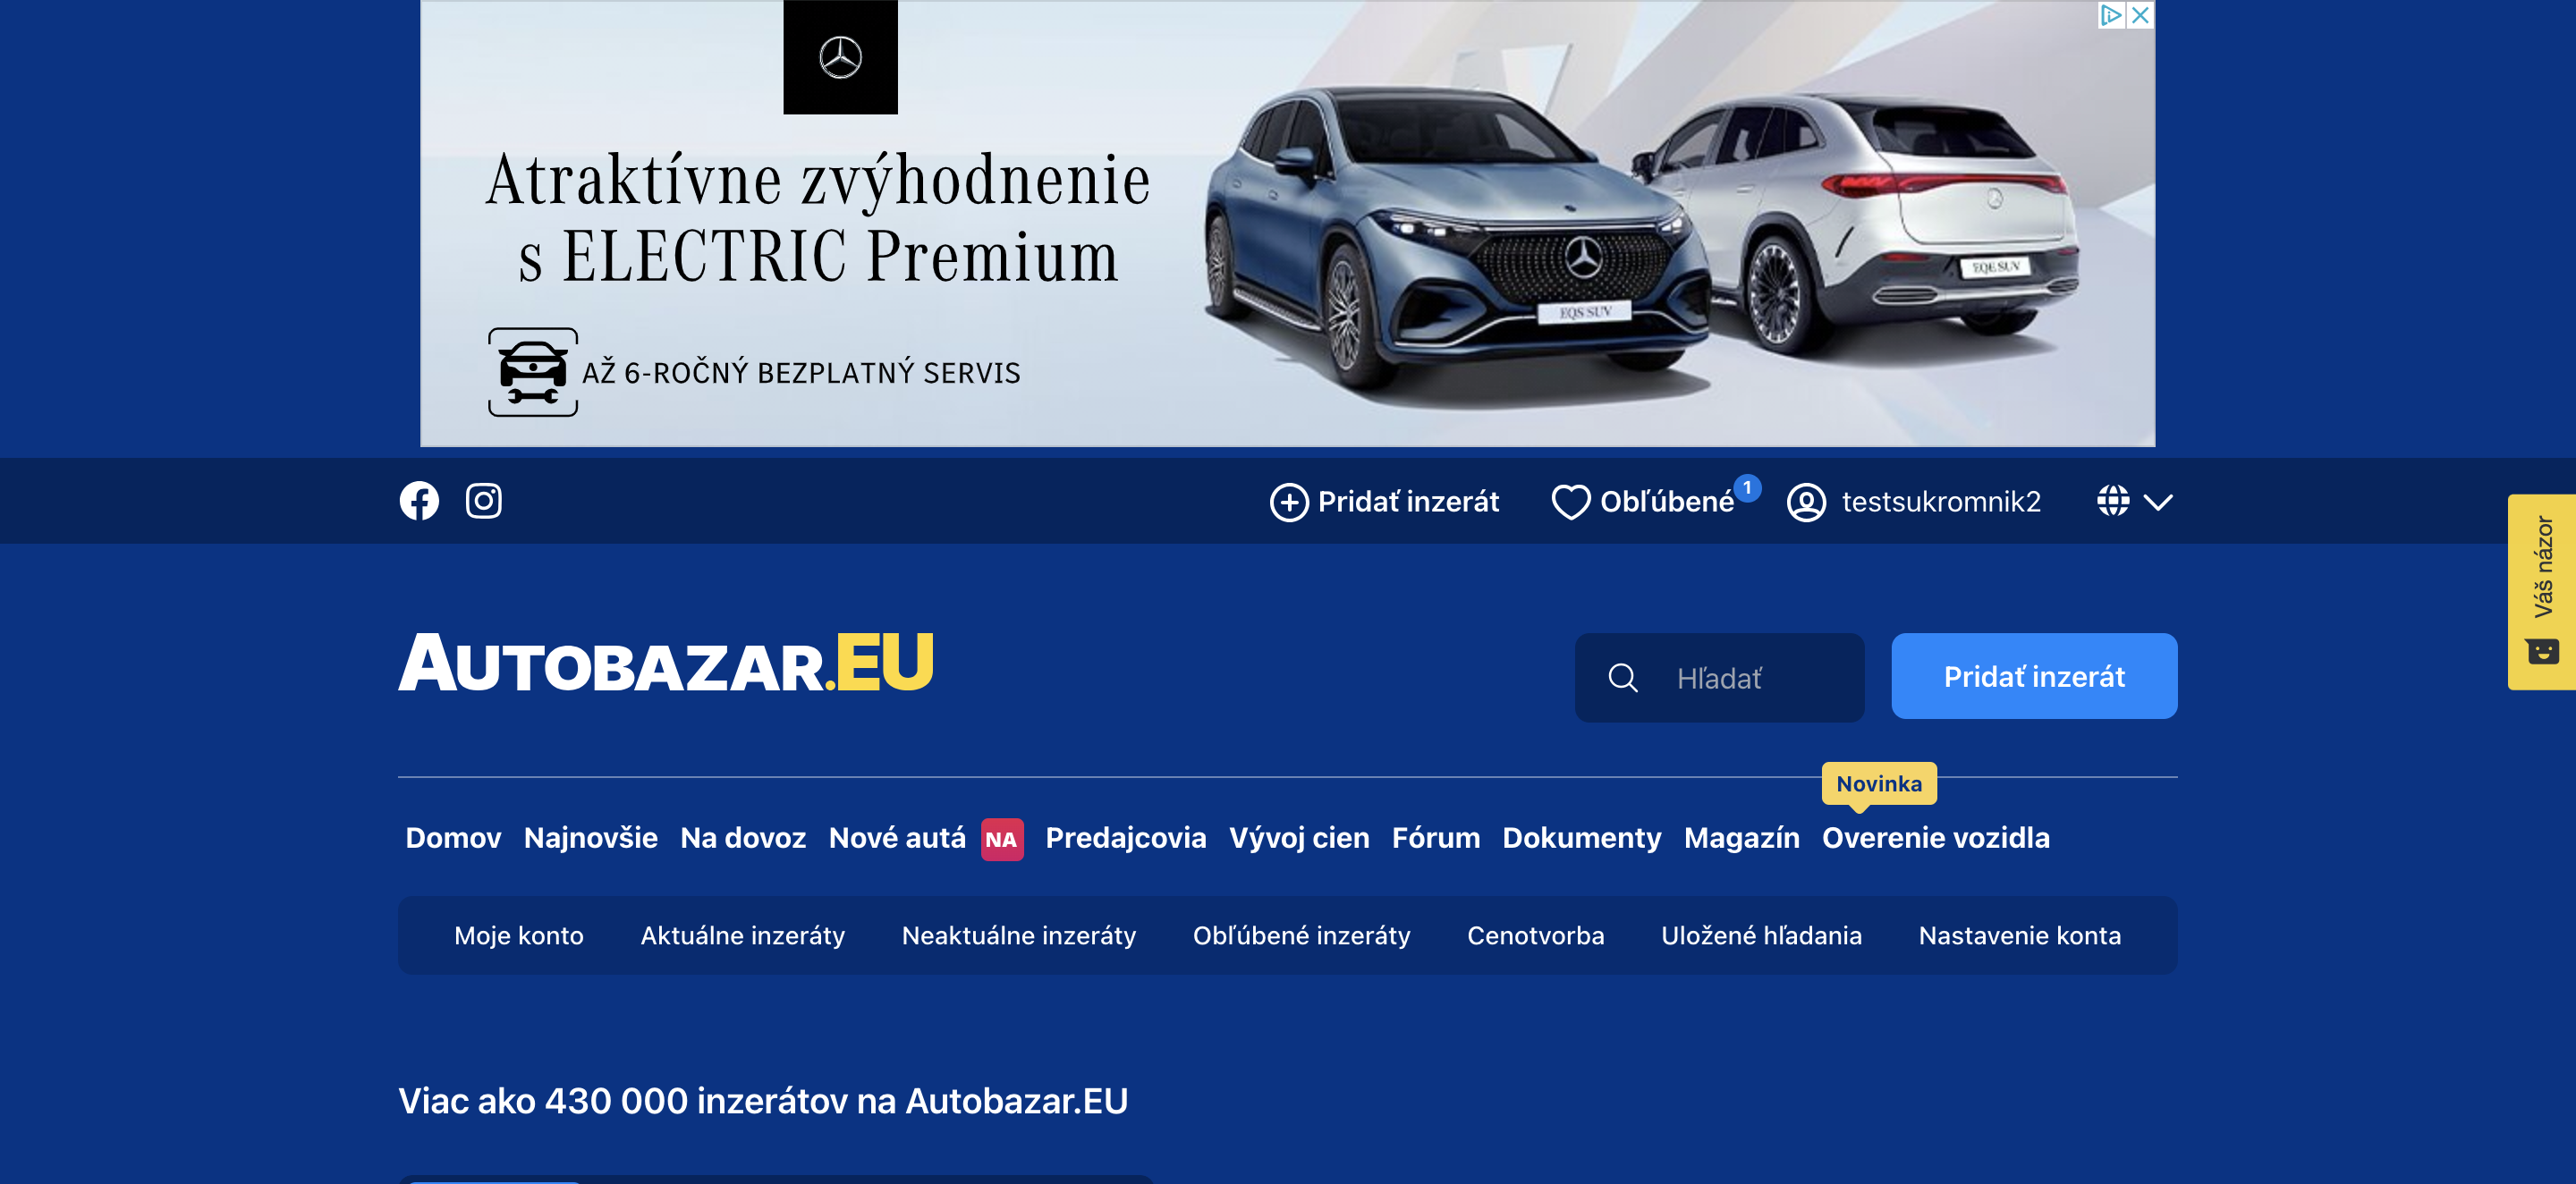 Atraktívne zvýhodnenie
s ELECTRIC Premium
AŽ 6-ROČNÝ BEZPLATNÝ SERVIS
EQS SUV
EQE SUV
Pridať inzerát
Obľúbené
1
testsukromnik2
Váš názor
AUTOBAZAR.EU
Hľadať
Pridať inzerát
Novinka
Domov Najnovšie Na dovoz Nové autá NA Predajcovia Vývoj cien Fórum Dokumenty Magazín Overenie vozidla
Moje konto Aktuálne inzeráty Neaktuálne inzeráty Obľúbené inzeráty Cenotvorba Uložené hľadania Nastavenie konta
Viac ako 430 000 inzerátov na Autobazar.EU